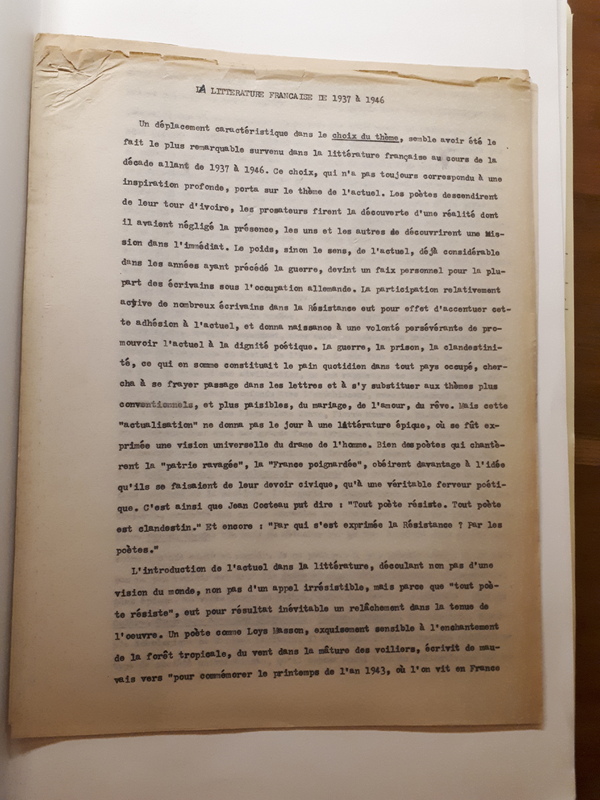 LA LITTERATURE FRANCAISE DE 1937 à 1946
Un déplacement caractéristique dans le choix du thème, semble avoir été le
fait le plus remarquable survenu dans la littérature française au cours de la
décade allant de 1937 à 1946. Ce choix, qui n'a pas toujours correspondu à une
inspiration profonde, porta sur le thème de l'actuel. Les poètes descendirent
de leur tour d'ivoire, les prosateurs firent la découverte d'une réalité dont
il avaient négligé la présence, les uns et les autres se découvrirent une Mis-
sion dans l'immédiat. Le poids, sinon le sens, de l'actuel, déjà considérable
dans les années ayant précédé la guerre, devint un faix personnel pour la plu-
part des écrivains sous l'occupation allemande. La participation relativement
active de nombreux écrivains dans la Résistance eut pour effet d'accentuer cet-
te adhésion à l'actuel, et donna naissance à une volonté persévérante de pro-
mouvoir l'actuel à la dignité poétique. La guerre, la prison, la clandestini-
té, ce qui en somme constituait le pain quotidien dans tout pays occupé, cher-
cha à se frayer passage dans les lettres et à s'y substituer aux thèmes plus
conventionnels, et plus paisibles, du mariage, de l'amour, du rêve. Mais cette
"actualisation" ne donna pas le jour à une littérature épique, où se fût ex-
primée une vision universelle du drame de l'homme. Bien des poètes qui chantè-
rent la "patrie ravagée", la "France poignardée", obéirent davantage à l'idée
qu'ils se faisaient de leur devoir civique, qu'à une véritable ferveur poéti-
que. C'est ainsi que Jean Cocteau put dire : "Tout poète résiste. Tout poète
est clandestin." Et encore : "Par qui s'est exprimée la Résistance ? Par les
poètes."
L'introduction de l'actuel dans la littérature, découlant non pas d'une
vision du monde, non pas d'un appel irrésistible, mais parce que "tout poè-
te résiste", eut pour résultat inévitable un relâchement dans la tenue de
l'oeuvre. Un poète comme Loys Masson, exquisement sensible à l'enchantement
de la forêt tropicale, du vent dans la mâture des voiliers, écrivit de mau-
vais vers "pour commémorer le printemps de l'an 1943, où l'on vit en France